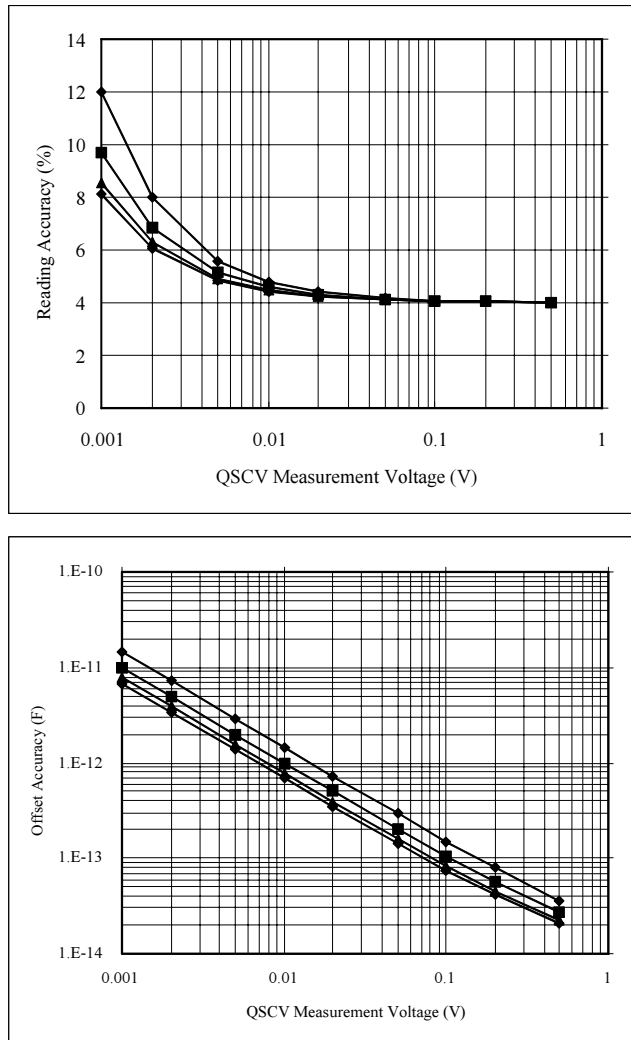 14
12
10
8
6
4
2
0
Reading Accuracy (%)
0.001 0.01 0.1 1
QSCV Measurement Voltage (V)
1.E-10
1.E-11
1.E-12
1.E-13
1.E-14
Offset Accuracy (F)
0.001 0.01 0.1 1
QSCV Measurement Voltage (V)